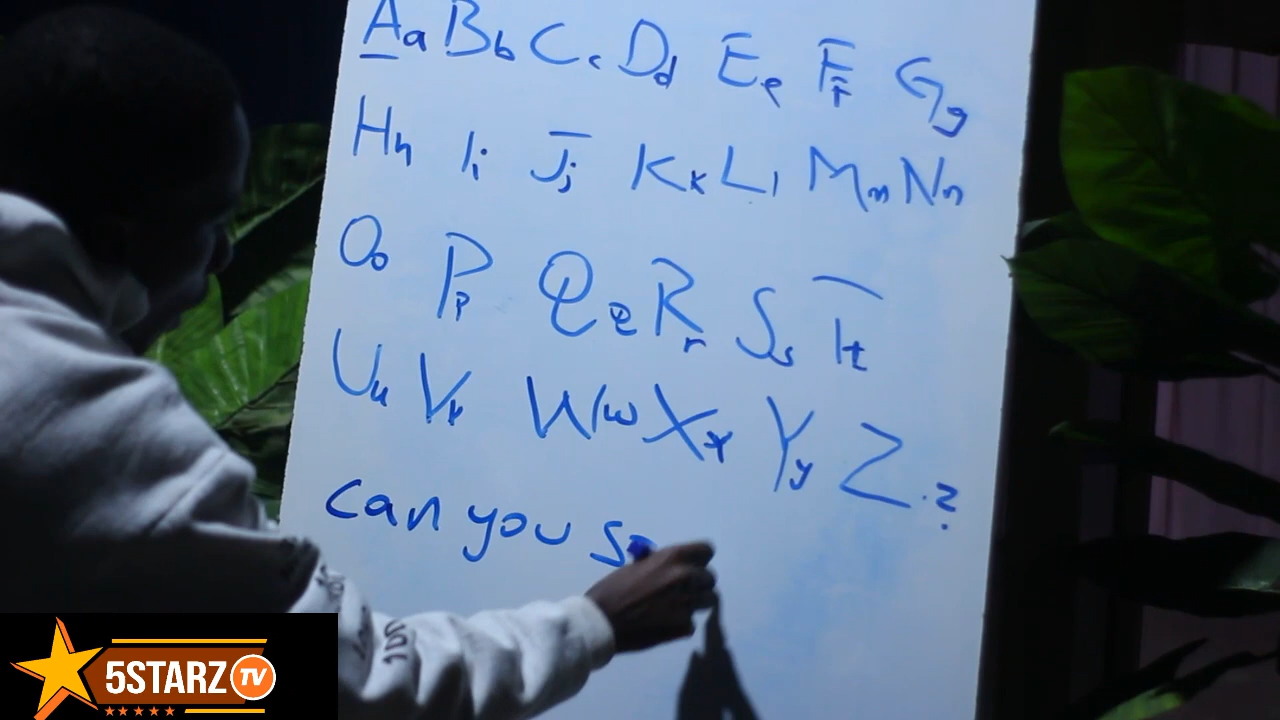 Aa Bb Cc Dd Ee Ff Gg
Hh Ii Jj Kk Ll Mm Nn
Oo Pp Qq Rr Ss Tt
Uu Vv Ww Xx Yy Z.?
can you
5STARZ TV